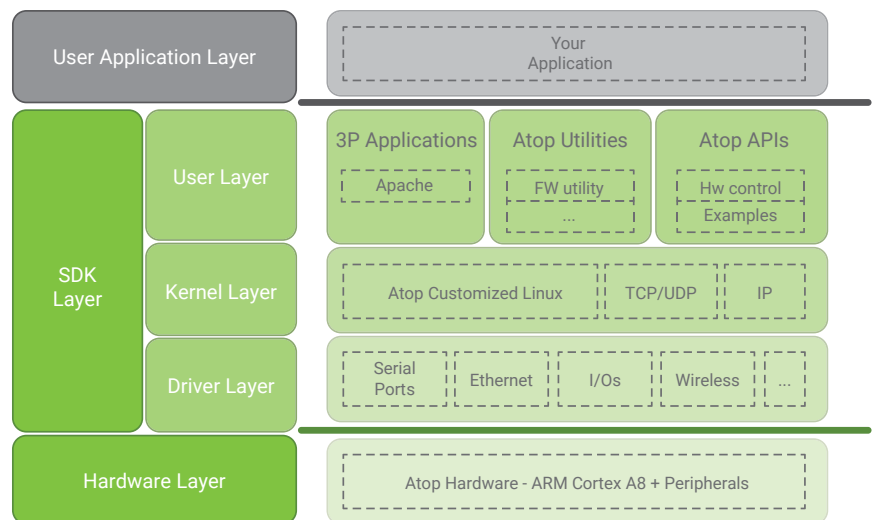 User Application Layer
Your
Application
SDK
Layer
User Layer
3P Applications
Apache
Atop Utilities
FW utility
...
Atop APIs
Hw control
Examples
Kernel Layer
Atop Customized Linux
TCP/UDP
IP
Driver Layer
Serial
Ports
Ethernet
I/Os
Wireless
...
Hardware Layer
Atop Hardware - ARM Cortex A8 + Peripherals